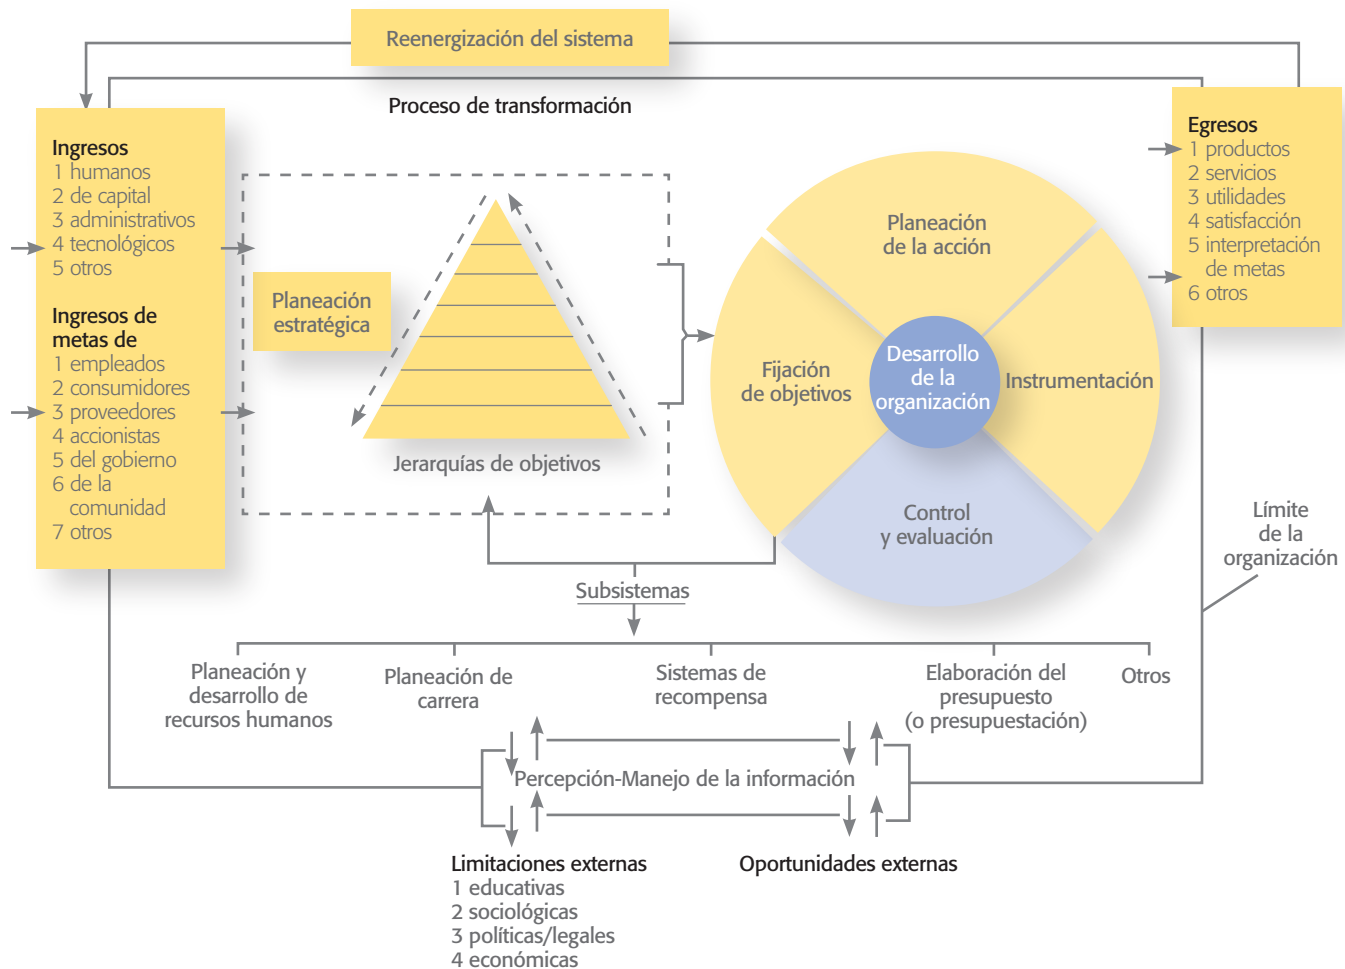 Reenergización del sistema
Proceso de transformación
Ingresos
1 humanos
2 de capital
3 administrativos
4 tecnológicos
5 otros
Ingresos de
metas de
1 empleados
2 consumidores
3 proveedores
4 accionistas
5 del gobierno
6 de la
comunidad
7 otros
Planeación
estratégica
Jerarquías de objetivos
Planeación
de la acción
Fijación
de objetivos
Desarrollo
de la
organización
Instrumentación
Control
y evaluación
Egresos
1 productos
2 servicios
3 utilidades
4 satisfacción
5 interpretación
de metas
6 otros
Límite
de la
organización
Subsistemas
Planeación y
desarrollo de
recursos humanos
Planeación de
carrera
Sistemas de
recompensa
Elaboración del
presupuesto
(o presupuestación)
Otros
Percepción-Manejo de la información
Limitaciones externas
1 educativas
2 sociológicas
3 políticas/legales
4 económicas
Oportunidades externas